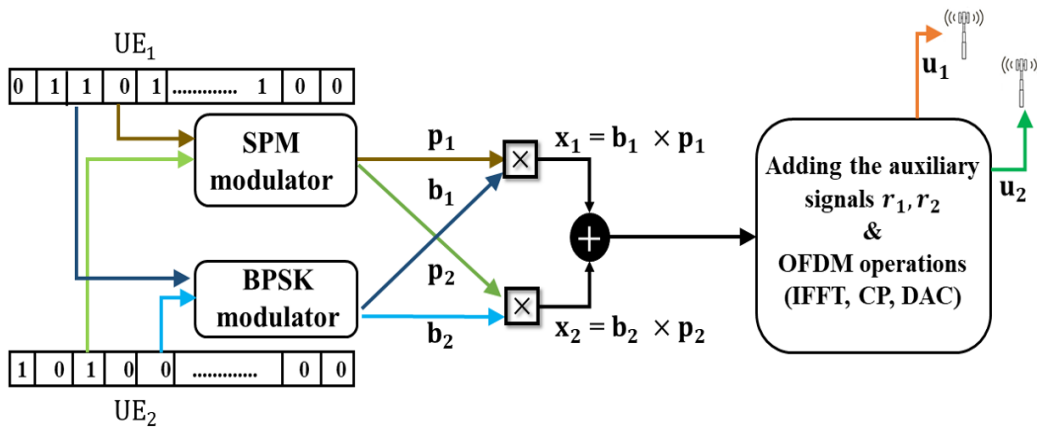 UE₁
0 1 1 0 1 ............. 1 0 0
SPM
modulator
BPSK
modulator
1 0 1 0 0 ............. 0 0
UE₂
p₁
b₁
p₂
b₂
×
×
x₁ = b₁ × p₁
+
x₂ = b₂ × p₂
Adding the auxiliary
signals r₁, r₂
&
OFDM operations
(IFFT, CP, DAC)
u₁
u₂